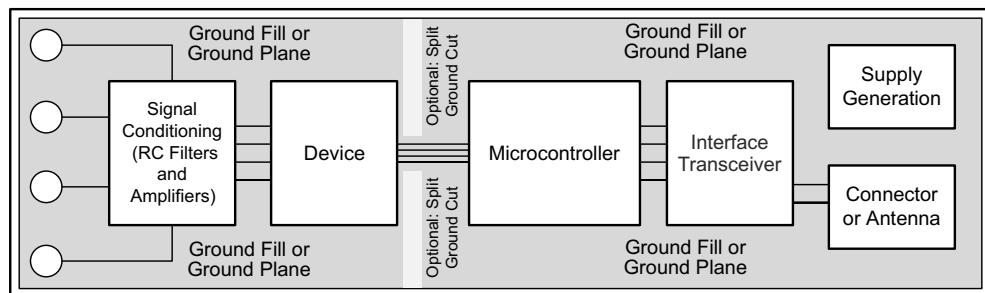 Ground Fill or
Ground Plane
Optional: Split
Ground Cut
Ground Fill or
Ground Plane
Signal
Conditioning
(RC Filters
and
Amplifiers)
Device
Microcontroller
Interface
Transceiver
Supply
Generation
Connector
or Antenna
Ground Fill or
Ground Plane
Optional: Split
Ground Cut
Ground Fill or
Ground Plane